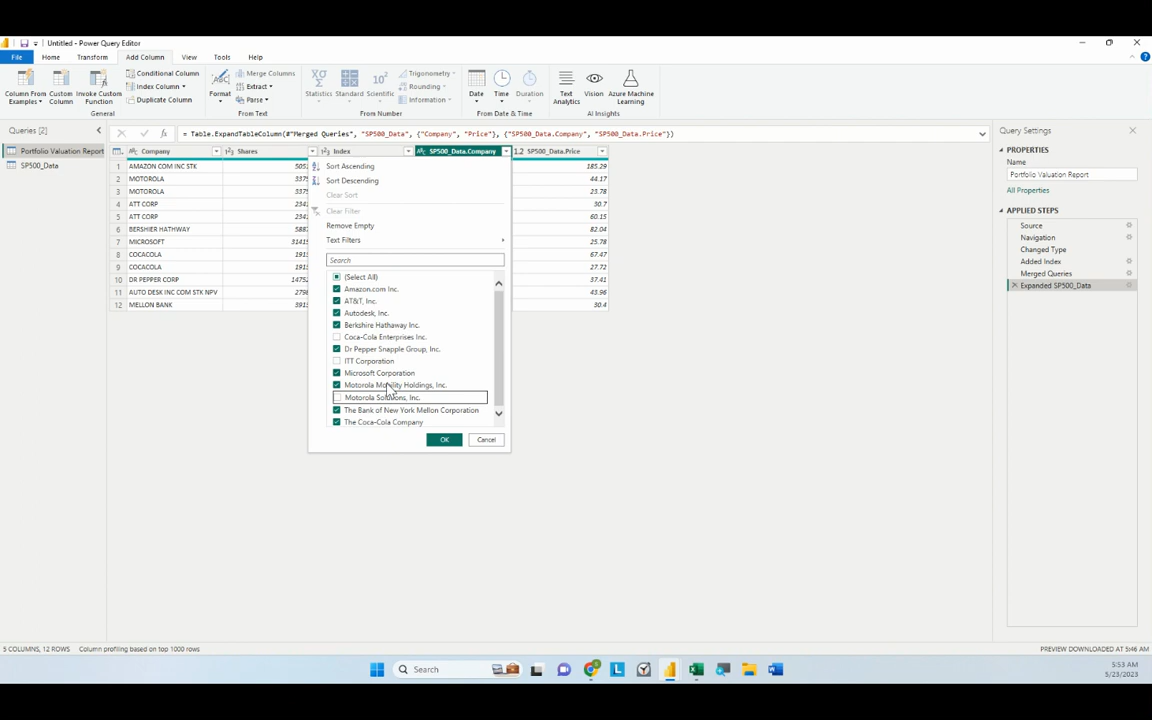 Untitled - Power Query Editor
File Home Transform Add Column View Tools Help
Column From Examples Custom Column Invoke Custom Function
Conditional Column
Index Column
Duplicate Column
General
Format
Merge Columns
Extract
Parse
From Text
Statistics Standard Scientific
Trigonometry
Rounding
Information
From Number
Date Time Duration
From Date & Time
Text Analytics Vision Azure Machine Learning
AI Insights
Queries [2]
Portfolio Valuation Report
SP500_Data
= Table.ExpandTableColumn(#"Merged Queries", "SP500_Data", {"Company", "Price"}, {"SP500_Data.Company", "SP500_Data.Price"})
Company Shares Index SP500_Data.Company 1.2 SP500_Data.Price
1 AMAZON COM INC STK 185.29
2 MOTOROLA 44.17
3 MOTOROLA 23.78
4 ATT CORP 30.7
5 ATT CORP 60.15
6 BERSHIER HATHWAY 82.04
7 MICROSOFT 25.78
8 COCACOLA 67.47
9 COCACOLA 27.72
10 DR PEPPER CORP 37.41
11 AUTO DESK INC COM STK NPV 43.96
12 MELLON BANK 30.4
Sort Ascending
Sort Descending
Clear Sort
Clear Filter
Remove Empty
Text Filters
Search
(Select All)
Amazon.com Inc.
AT&T, Inc.
Autodesk, Inc.
Berkshire Hathaway Inc.
Coca-Cola Enterprises Inc.
Dr Pepper Snapple Group, Inc.
ITT Corporation
Microsoft Corporation
Motorola Mobility Holdings, Inc.
Motorola Solutions, Inc.
The Bank of New York Mellon Corporation
The Coca-Cola Company
OK Cancel
Query Settings
PROPERTIES
Name
Portfolio Valuation Report
All Properties
APPLIED STEPS
Source
Navigation
Changed Type
Added Index
Merged Queries
Expanded SP500_Data
5 COLUMNS, 12 ROWS Column profiling based on top 1000 rows
PREVIEW DOWNLOADED AT 5:46 AM
Search
5:53 AM
5/23/2023